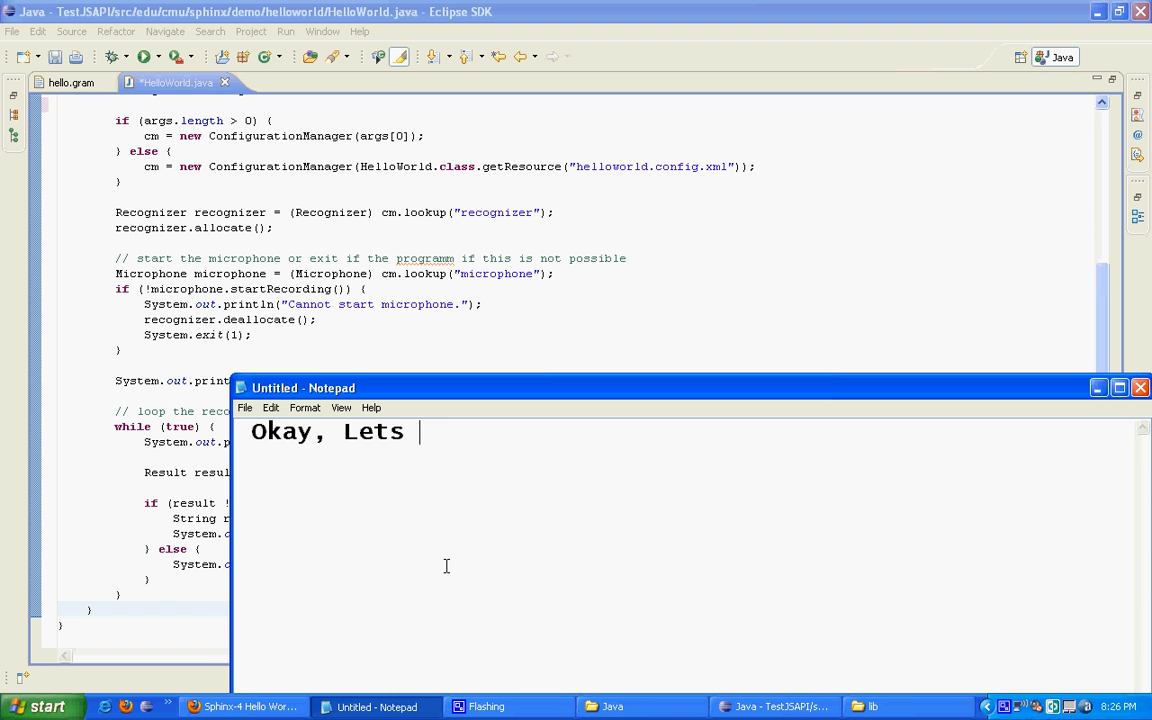 Java - TestJSAPI/src/edu/cmu/sphinx/demo/helloworld/HelloWorld.java - Eclipse SDK
File Edit Source Refactor Navigate Search Project Run Window Help
Java
hello.gram *HelloWorld.java
if (args.length > 0) {
cm = new ConfigurationManager(args[0]);
} else {
cm = new ConfigurationManager(HelloWorld.class.getResource("helloworld.config.xml"));
}
Recognizer recognizer = (Recognizer) cm.lookup("recognizer");
recognizer.allocate();
// start the microphone or exit if the programm if this is not possible
Microphone microphone = (Microphone) cm.lookup("microphone");
if (!microphone.startRecording()) {
System.out.println("Cannot start microphone.");
recognizer.deallocate();
System.exit(1);
}
System.out.print
// loop the reco
while (true) {
System.out.p
Result resul
if (result !
String r
System.o
} else {
System.o
}
}
}
}
Untitled - Notepad
File Edit Format View Help
Okay, Lets
start Sphinx-4 Hello Wor... Untitled - Notepad Flashing Java Java - TestJSAPI/s... lib 8:26 PM